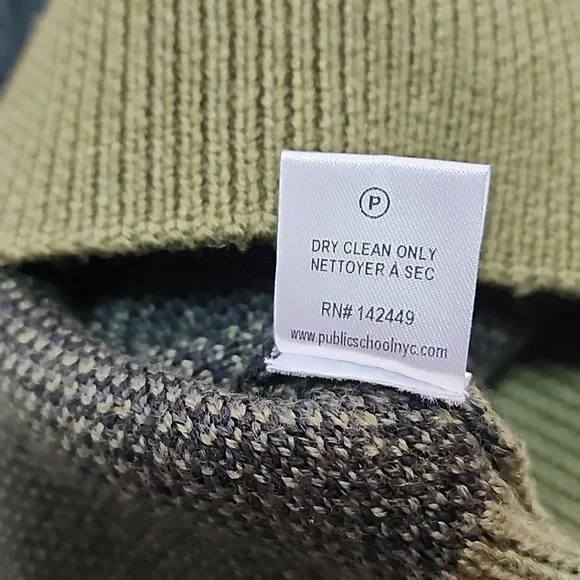 P
DRY CLEAN ONLY
NETTOYER À SEC
RN# 142449
www.publicschoolnyc.com